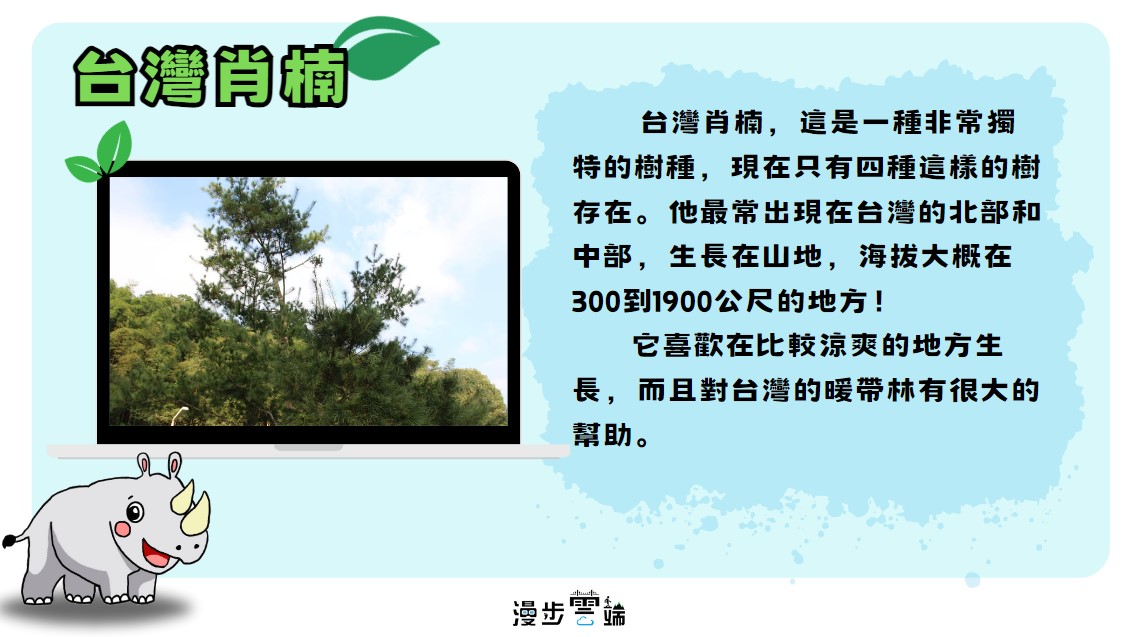 台灣肖楠
台灣肖楠，這是一種非常獨
特的樹種，現在只有四種這樣的樹
存在。他最常出現在台灣的北部和
中部，生長在山地，海拔大概在
300到1900公尺的地方！
它喜歡在比較涼爽的地方生
長，而且對台灣的暖帶林有很大的
幫助。
漫步雲端